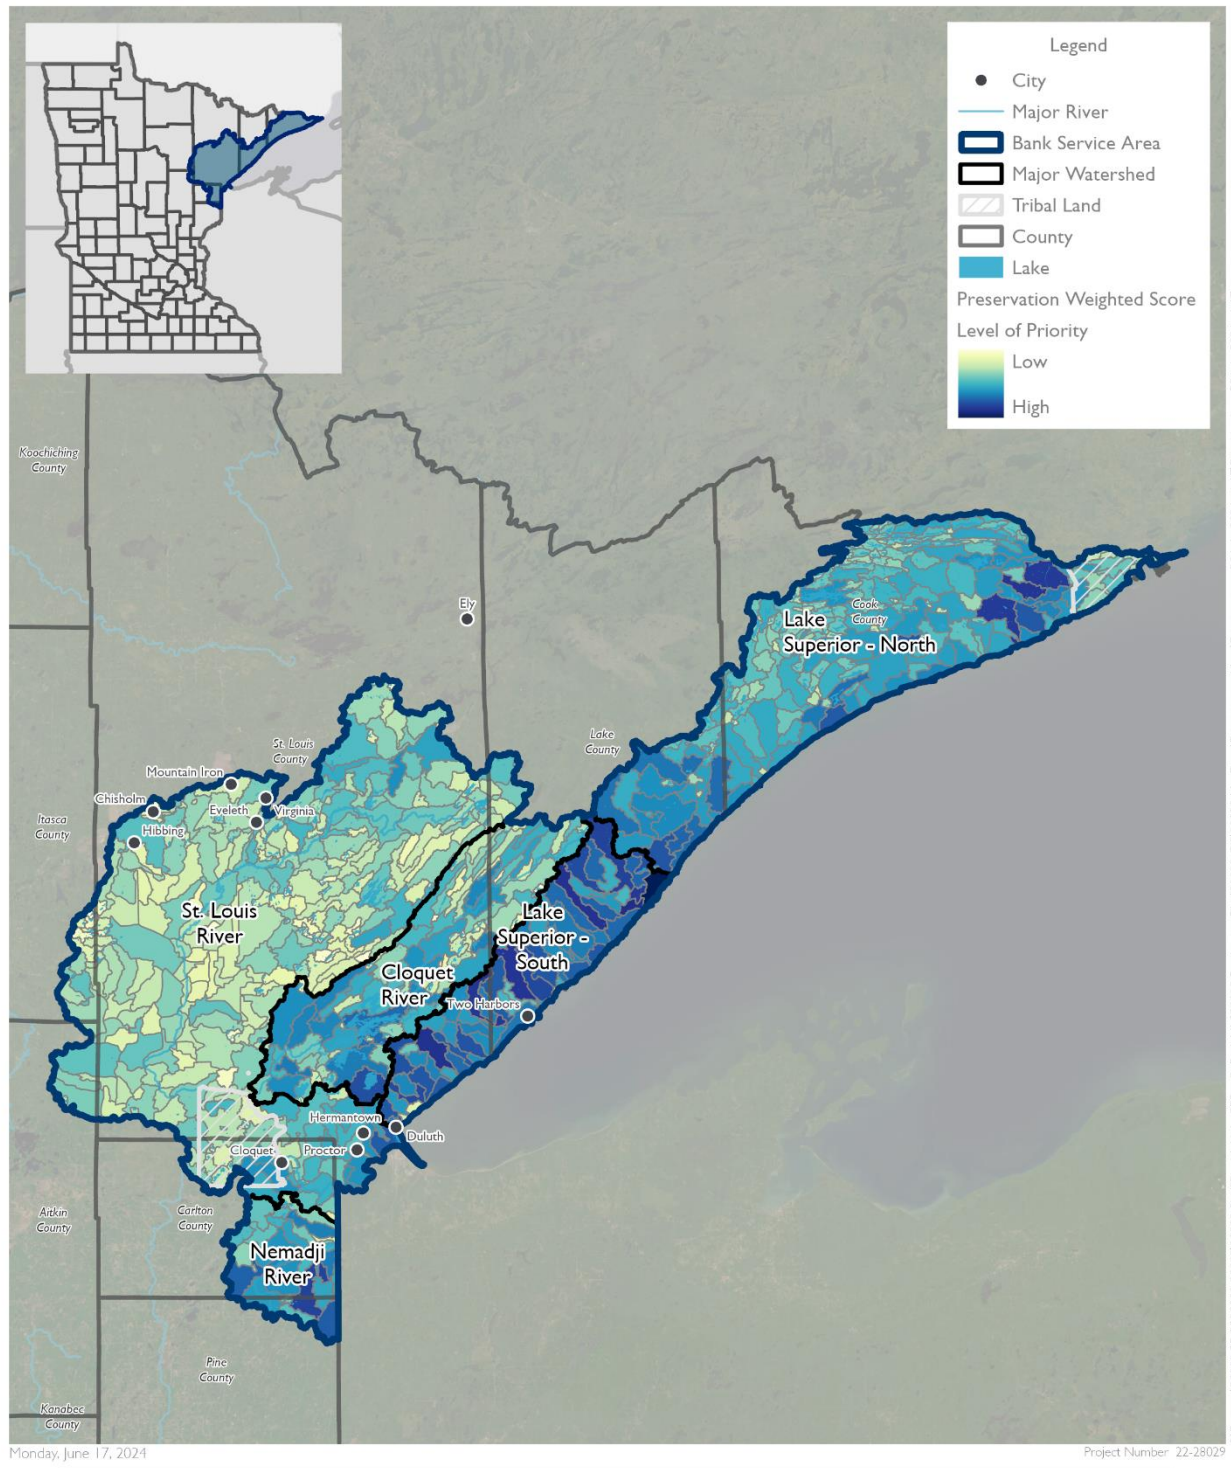 Legend
City
Major River
Bank Service Area
Major Watershed
Tribal Land
County
Lake
Preservation Weighted Score
Level of Priority
Low
High
Koochiching
County
Ely
Cook
County
Lake
Superior - North
Lake
County
St. Louis
County
Mountain Iron
Chisholm
Eveleth
Virginia
Hibbing
Itasca
County
St. Louis
River
Lake
Superior -
South
Cloquet
River
Two Harbors
Hermantown
Duluth
Proctor
Cloquet
Aitkin
County
Carlton
County
Nemadji
River
Pine
County
Kanabec
County
Monday, June 17, 2024
Project Number 22-28029